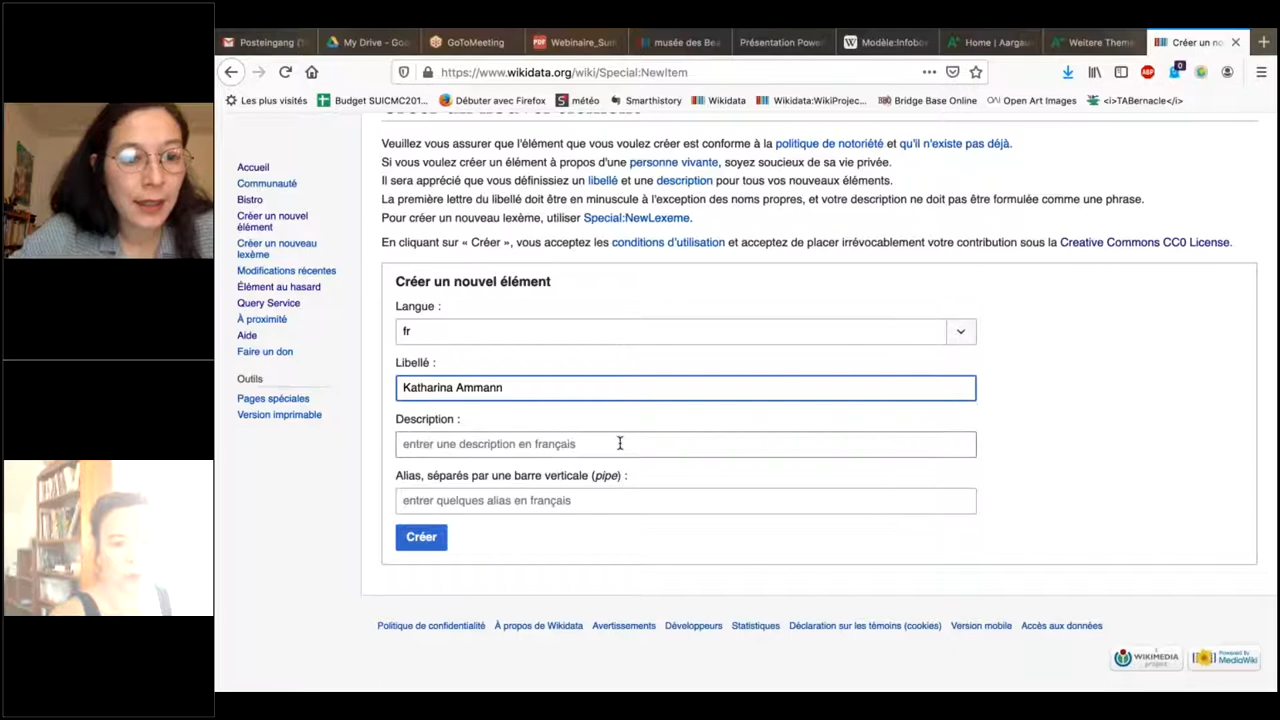 Posteingang (
My Drive - Goo
GoToMeeting
Webinaire_Sum
musée des Bea
Présentation Power
Modèle:Infobo
Home | Aargau
Weitere Theme
Créer un no
https://www.wikidata.org/wiki/Special:NewItem
Les plus visités
Budget SUICMC201...
Débuter avec Firefox
météo
Smarthistory
Wikidata
Wikidata:WikiProjec...
Bridge Base Online
Open Art Images
<i>TABernacle</i>
Veuillez vous assurer que l'élément que vous voulez créer est conforme à la politique de notoriété et qu'il n'existe pas déjà.
Si vous voulez créer un élément à propos d'une personne vivante, soyez soucieux de sa vie privée.
Il sera apprécié que vous définissiez un libellé et une description pour tous vos nouveaux éléments.
La première lettre du libellé doit être en minuscule à l'exception des noms propres, et votre description ne doit pas être formulée comme une phrase.
Pour créer un nouveau lexème, utiliser Special:NewLexeme.
En cliquant sur « Créer », vous acceptez les conditions d'utilisation et acceptez de placer irrévocablement votre contribution sous la Creative Commons CC0 License.
Accueil
Communauté
Bistro
Créer un nouvel
élément
Créer un nouveau
lexème
Modifications récentes
Élément au hasard
Query Service
À proximité
Aide
Faire un don
Outils
Pages spéciales
Version imprimable
Créer un nouvel élément
Langue :
fr
Libellé :
Katharina Ammann
Description :
entrer une description en français
Alias, séparés par une barre verticale (pipe) :
entrer quelques alias en français
Créer
Politique de confidentialité
À propos de Wikidata
Avertissements
Développeurs
Statistiques
Déclaration sur les témoins (cookies)
Version mobile
Accès aux données
WIKIMEDIA
project
Powered By
MediaWiki